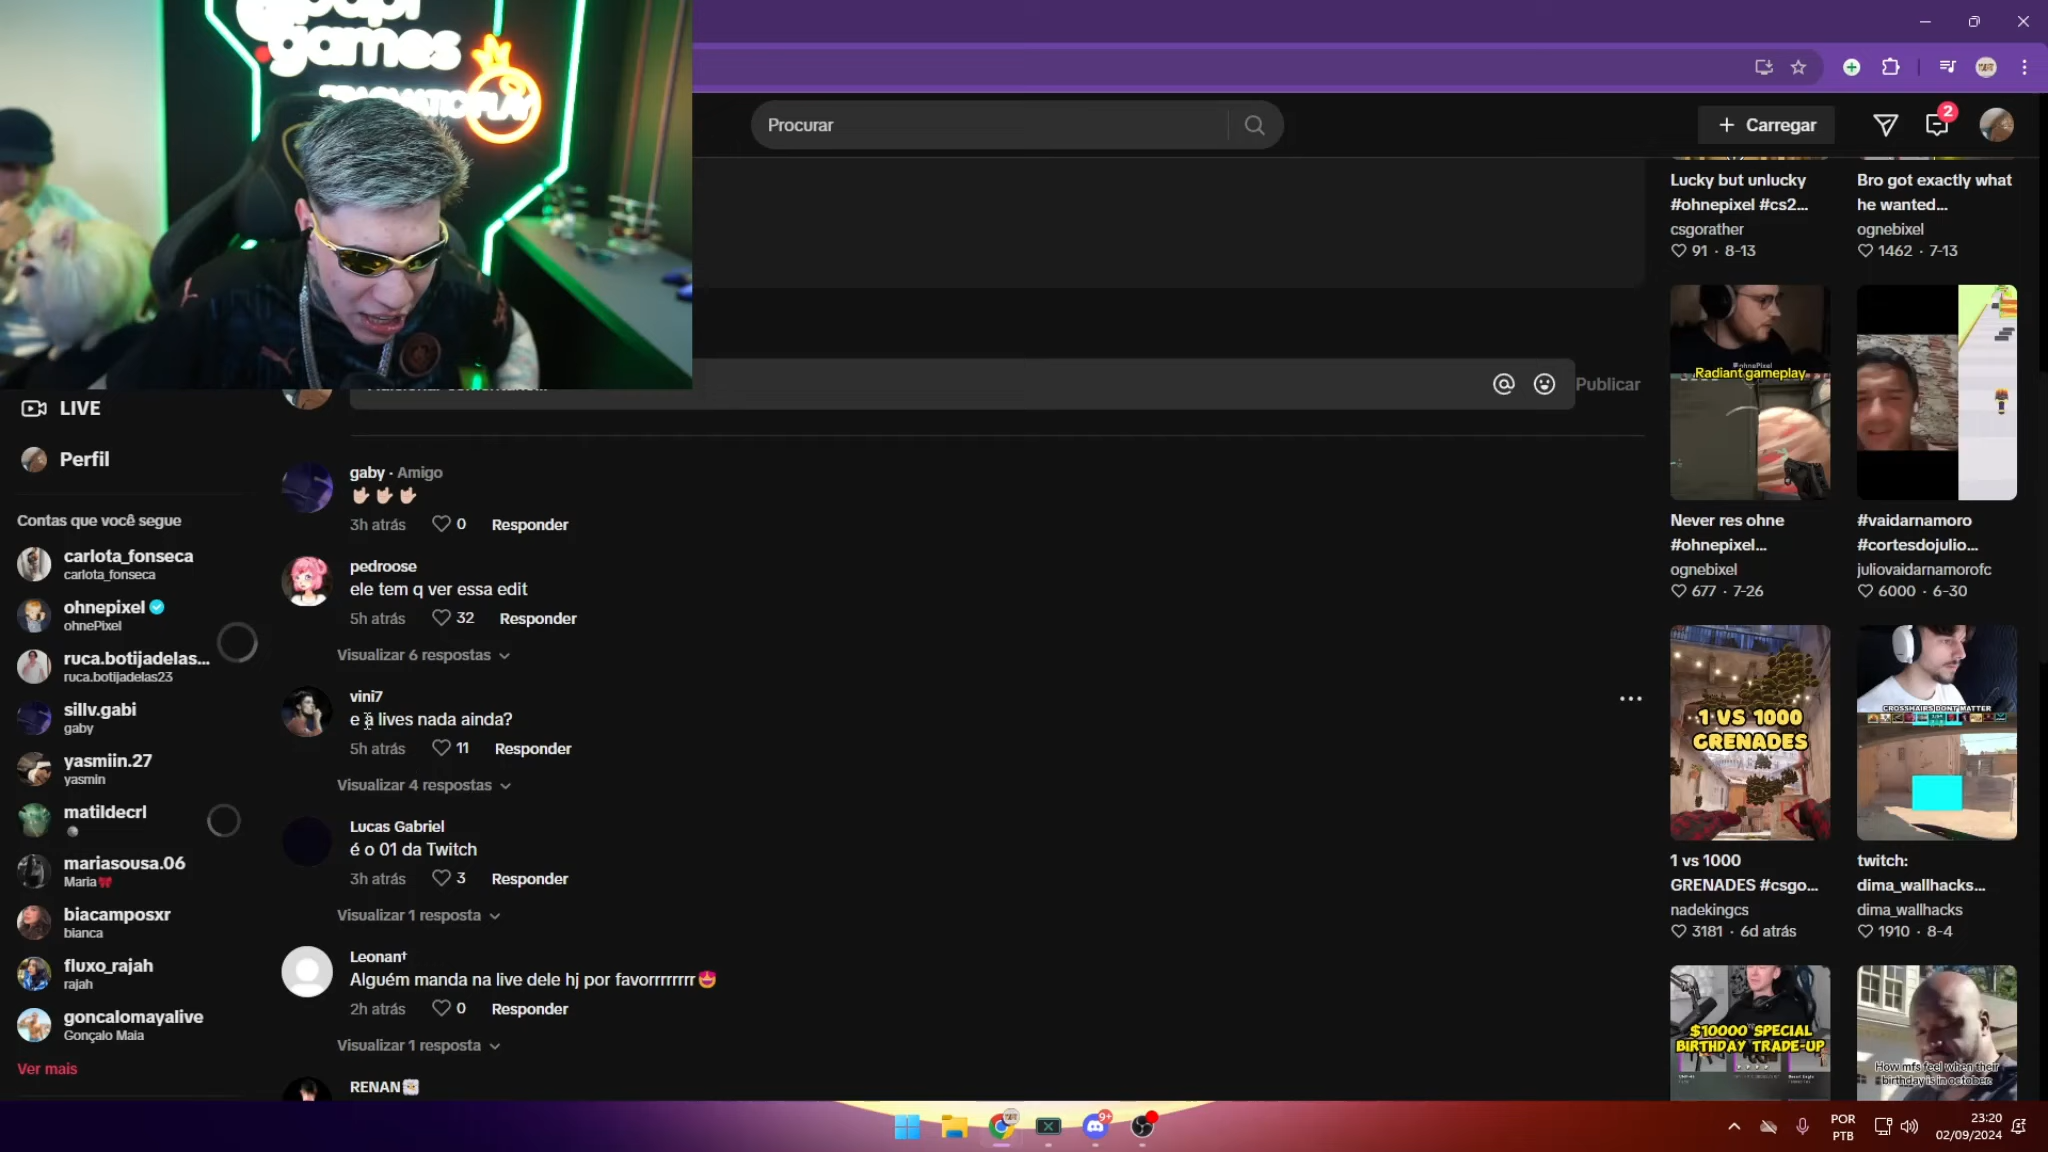 games
Procurar
Carregar
2
LIVE
Perfil
Contas que você segue
carlota_fonseca
carlota_fonseca
ohnepixel
ohnePixel
ruca.botijadelas...
ruca.botijadelas23
sillv.gabi
gaby
yasmiin.27
yasmin
matildecrl
mariasousa.06
Maria🎀
biacamposxr
bianca
fluxo_rajah
rajah
goncalomayalive
Gonçalo Maia
Ver mais
Publicar
gaby · Amigo
🤟🏻🤟🏻🤟🏻
3h atrás 0 Responder
pedroose
ele tem q ver essa edit
5h atrás 32 Responder
Visualizar 6 respostas
vini7
e a lives nada ainda?
5h atrás 11 Responder
Visualizar 4 respostas
Lucas Gabriel
é o 01 da Twitch
3h atrás 3 Responder
Visualizar 1 resposta
Leonan†
Alguém manda na live dele hj por favorrrrrrrr😍
2h atrás 0 Responder
Visualizar 1 resposta
RENAN
Lucky but unlucky
#ohnepixel #cs2...
csgorather
91 · 8-13
Bro got exactly what
he wanted...
ognebixel
1462 · 7-13
#ohnePixel
Radiant gameplay
Never res ohne
#ohnepixel...
ognebixel
677 · 7-26
#vaidarnamoro
#cortesdojulio...
juliovaidarnamorofc
6000 · 6-30
1 VS 1000
GRENADES
1 vs 1000
GRENADES #csgo...
nadekingcs
3181 · 6d atrás
CROSSHAIRS DONT MATTER
twitch:
dima_wallhacks...
dima_wallhacks
1910 · 8-4
$10000 SPECIAL
BIRTHDAY TRADE-UP
How mfs feel when their
birthday is in october
9+
POR
PTB
23:20
02/09/2024